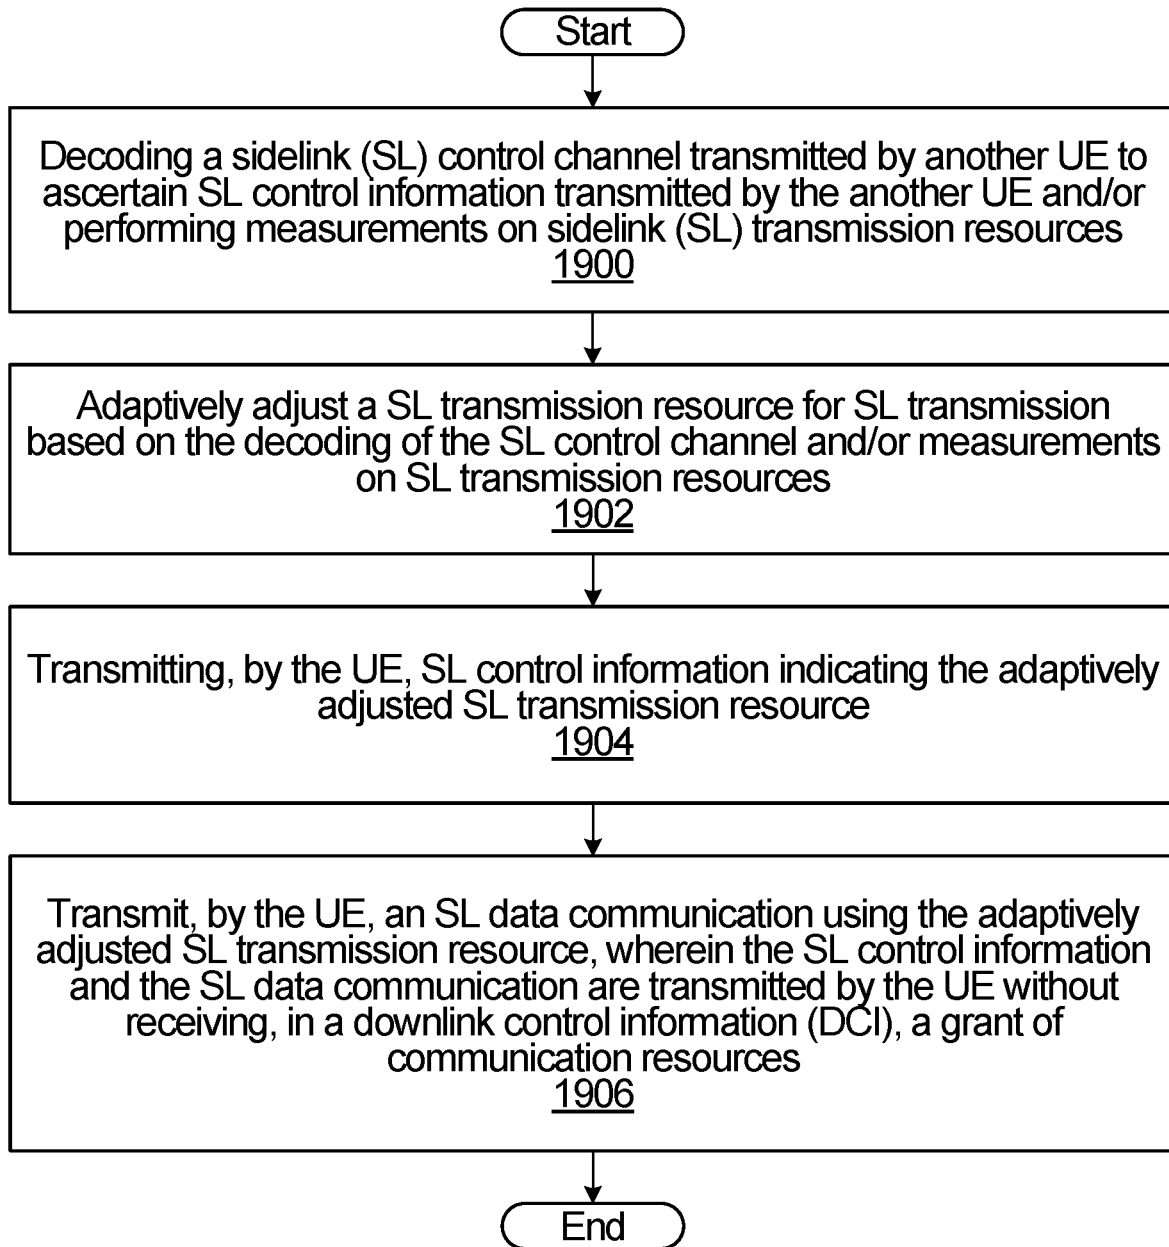 Start
Decoding a sidelink (SL) control channel transmitted by another UE to
ascertain SL control information transmitted by the another UE and/or
performing measurements on sidelink (SL) transmission resources
1900
Adaptively adjust a SL transmission resource for SL transmission
based on the decoding of the SL control channel and/or measurements
on SL transmission resources
1902
Transmitting, by the UE, SL control information indicating the adaptively
adjusted SL transmission resource
1904
Transmit, by the UE, an SL data communication using the adaptively
adjusted SL transmission resource, wherein the SL control information
and the SL data communication are transmitted by the UE without
receiving, in a downlink control information (DCI), a grant of
communication resources
1906
End